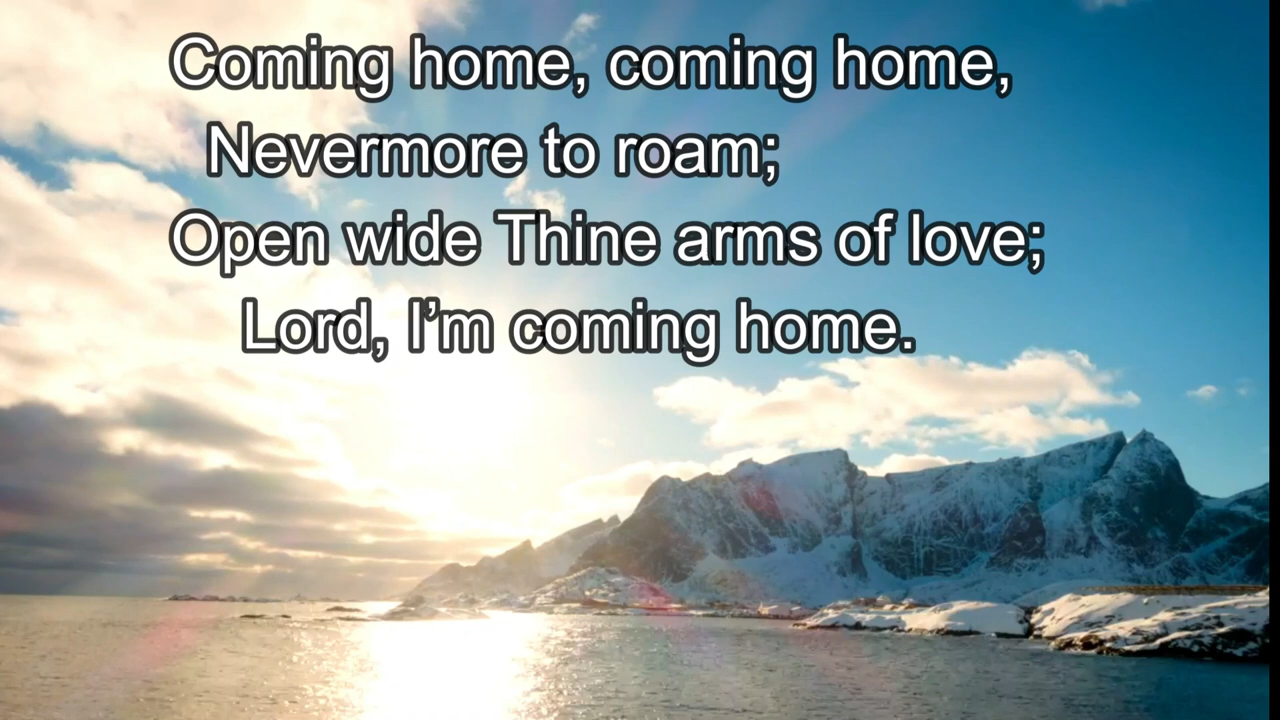 Coming home, coming home,
Nevermore to roam;
Open wide Thine arms of love;
Lord, I’m coming home.